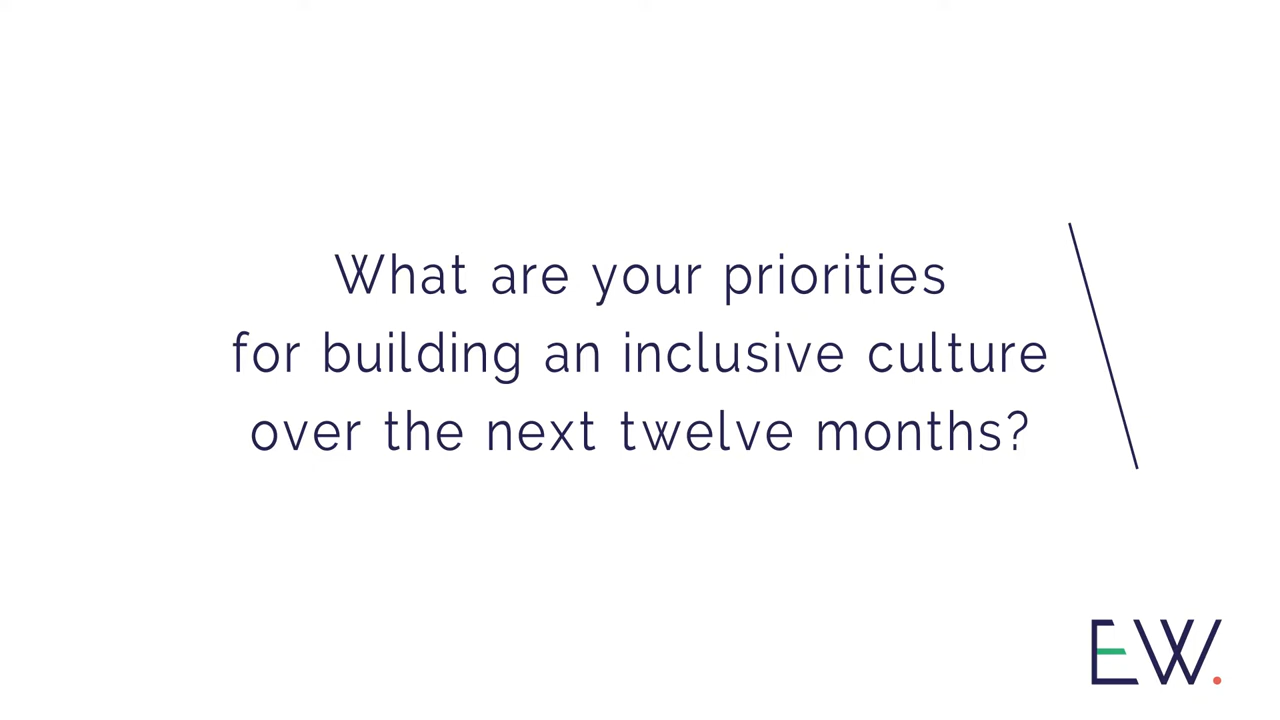 What are your priorities
for building an inclusive culture
over the next twelve months?
EW.